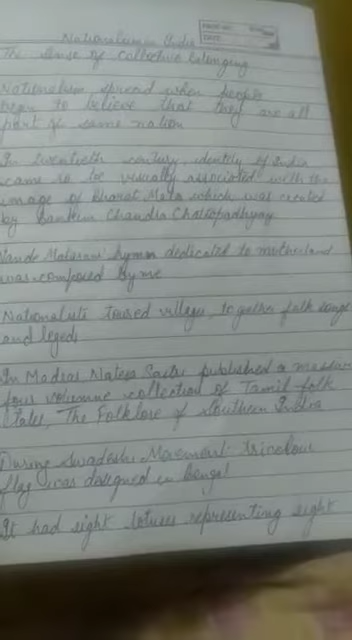 Nationalism in India
The sense of collective belonging
Nationalism spread when people
began to believe that they are all
part of same nation
In twentieth century, identity of India
came to be visually associated with the
image of Bharat Mata which was created
by Bankim Chandra Chattopadhyay
Vande Mataram hymn dedicated to motherland
was composed by me
Nationalists toured villages to gather folk songs
and legeds
In Madras Natesa Sastri published a massive
four volume collection of Tamil folk
tales, The Folklore of Southern India
During Swadeshi Movement tricolour
flag was designed in Bengal
It had eight lotuses representing eight